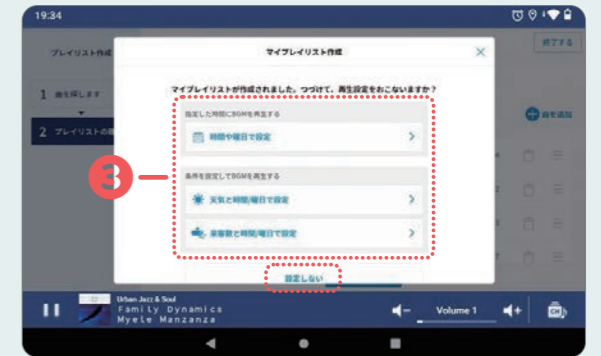 19:34
プレイリスト作成
マイプレイリスト作成
×
終了する
1 曲を探します
マイプレイリストが作成されました。つづけて、再生設定をおこないますか?
指定した時間にBGMを再生する
時間や曜日で設定
曲を追加
2 プレイリストの確
3
条件を設定してBGMを再生する
天気と時間/曜日で設定
来客数と時間/曜日で設定
設定しない
Urban Jazz & Soul
Family Dynamics
Myele Manzanza
Volume 1
CH